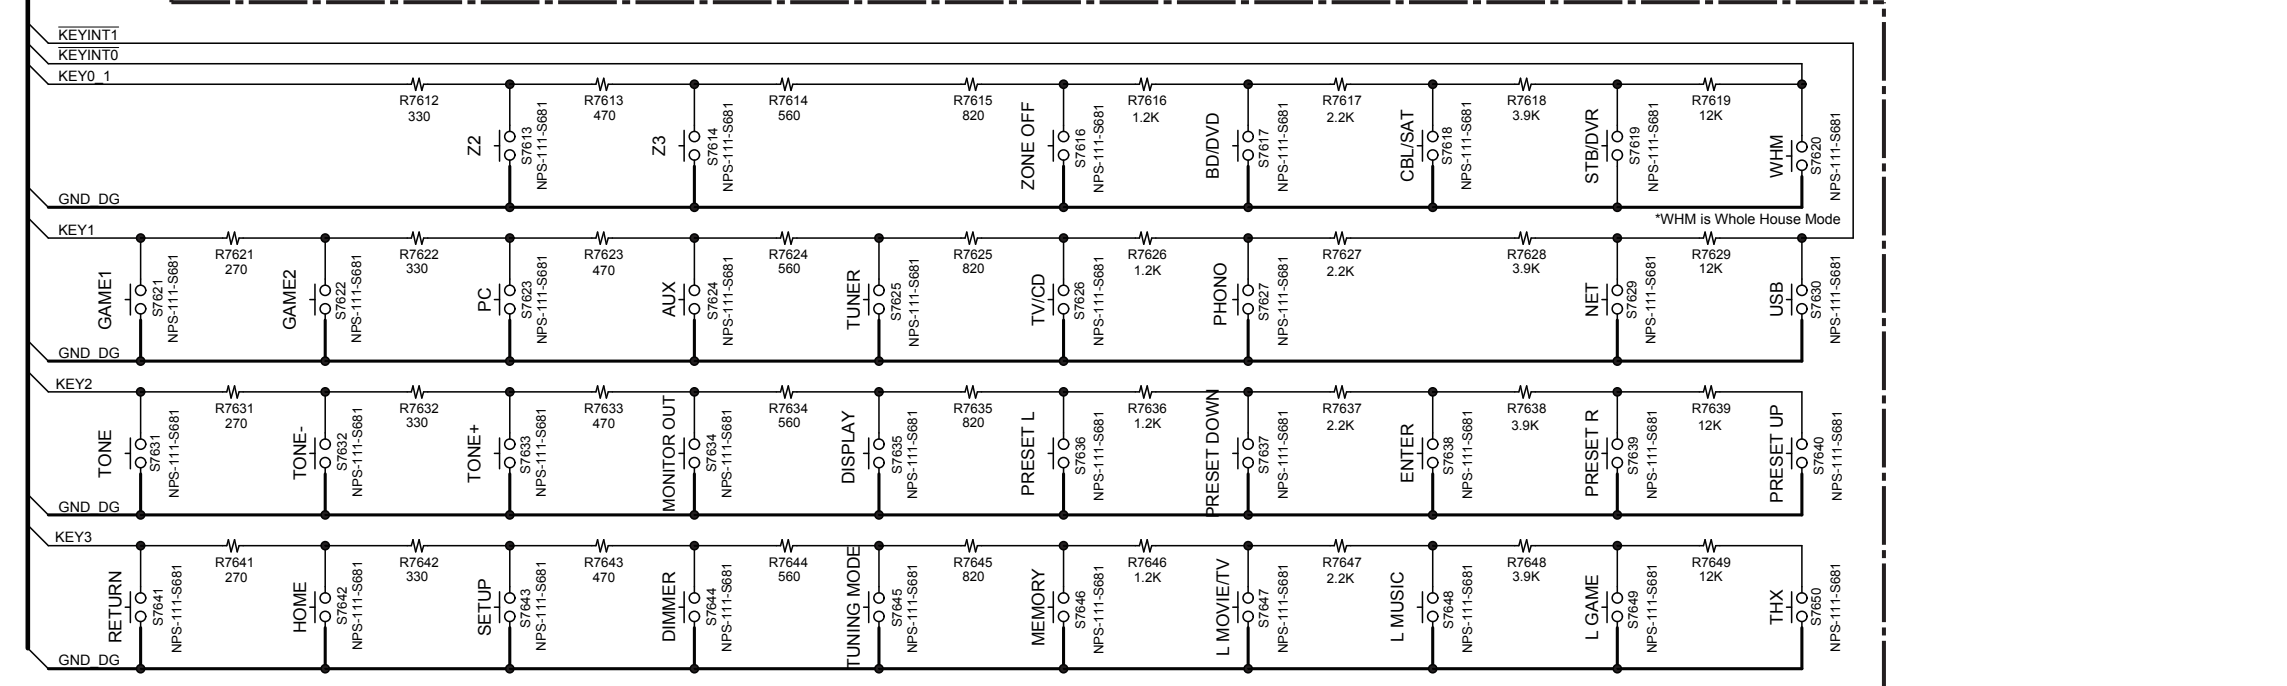 KEYINT1
KEYINT0
KEY0_1
R7612 R7613 R7614 R7615 R7616 R7617 R7618 R7619
330 470 560 820 1.2K 2.2K 3.9K 12K
Z2 S7613 NPS-111-S681
Z3 S7614 NPS-111-S681
ZONE OFF S7616 NPS-111-S681
BD/DVD S7617 NPS-111-S681
CBL/SAT S7618 NPS-111-S681
STB/DVR S7619 NPS-111-S681
WHM S7620 NPS-111-S681
GND_DG
*WHM is Whole House Mode
KEY1
R7621 R7622 R7623 R7624 R7625 R7626 R7627 R7628 R7629
270 330 470 560 820 1.2K 2.2K 3.9K 12K
GAME1 S7621 NPS-111-S681
GAME2 S7622 NPS-111-S681
PC S7623 NPS-111-S681
AUX S7624 NPS-111-S681
TUNER S7625 NPS-111-S681
TV/CD S7626 NPS-111-S681
PHONO S7627 NPS-111-S681
NET S7629 NPS-111-S681
USB S7630 NPS-111-S681
GND_DG
KEY2
R7631 R7632 R7633 R7634 R7635 R7636 R7637 R7638 R7639
270 330 470 560 820 1.2K 2.2K 3.9K 12K
TONE S7631 NPS-111-S681
TONE- S7632 NPS-111-S681
TONE+ S7633 NPS-111-S681
MONITOR OUT S7634 NPS-111-S681
DISPLAY S7635 NPS-111-S681
PRESET L S7636 NPS-111-S681
PRESET DOWN S7637 NPS-111-S681
ENTER S7638 NPS-111-S681
PRESET R S7639 NPS-111-S681
PRESET UP S7640 NPS-111-S681
GND_DG
KEY3
R7641 R7642 R7643 R7644 R7645 R7646 R7647 R7648 R7649
270 330 470 560 820 1.2K 2.2K 3.9K 12K
RETURN S7641 NPS-111-S681
HOME S7642 NPS-111-S681
SETUP S7643 NPS-111-S681
DIMMER S7644 NPS-111-S681
TUNING MODE S7645 NPS-111-S681
MEMORY S7646 NPS-111-S681
L MOVIE/TV S7647 NPS-111-S681
L MUSIC S7648 NPS-111-S681
L GAME S7649 NPS-111-S681
THX S7650 NPS-111-S681
GND_DG